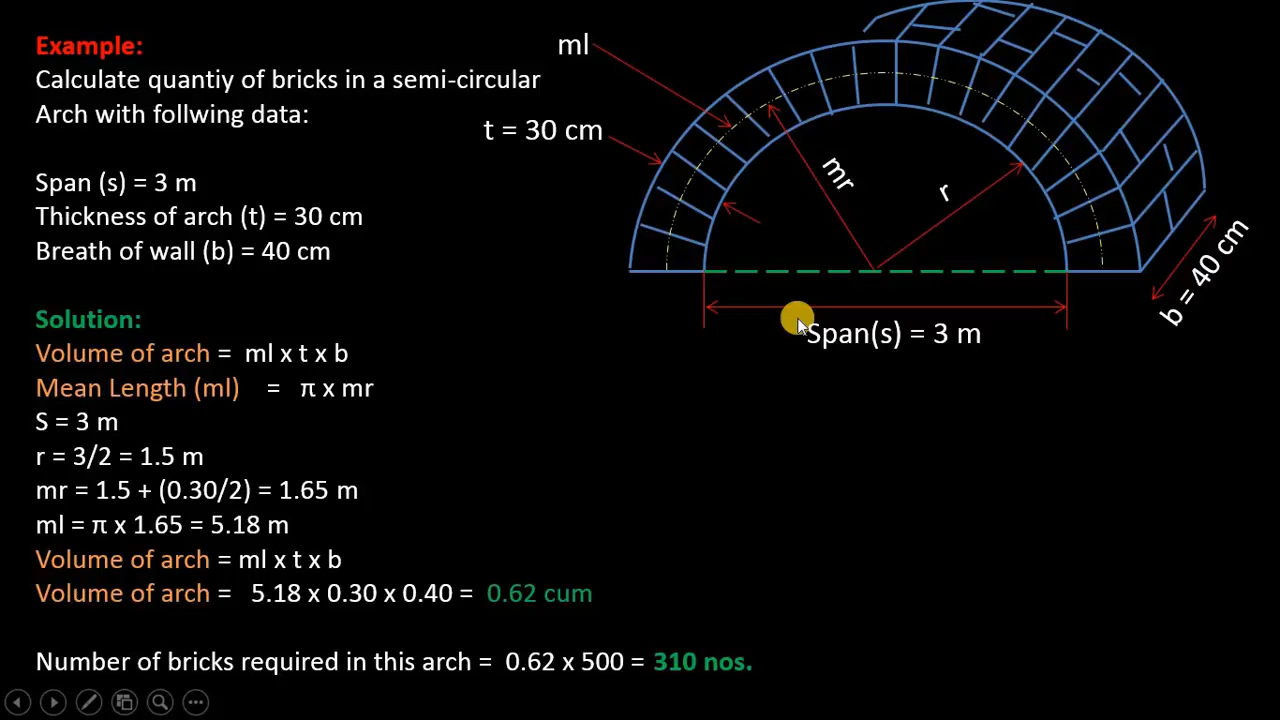 Example:
Calculate quantiy of bricks in a semi-circular
Arch with follwing data:
Span (s) = 3 m
Thickness of arch (t) = 30 cm
Breath of wall (b) = 40 cm
Solution:
Volume of arch = ml x t x b
Mean Length (ml) = π x mr
S = 3 m
r = 3/2 = 1.5 m
mr = 1.5 + (0.30/2) = 1.65 m
ml = π x 1.65 = 5.18 m
Volume of arch = ml x t x b
Volume of arch = 5.18 x 0.30 x 0.40 = 0.62 cum
Number of bricks required in this arch = 0.62 x 500 = 310 nos.
ml
t = 30 cm
mr
r
b = 40 cm
Span(s) = 3 m